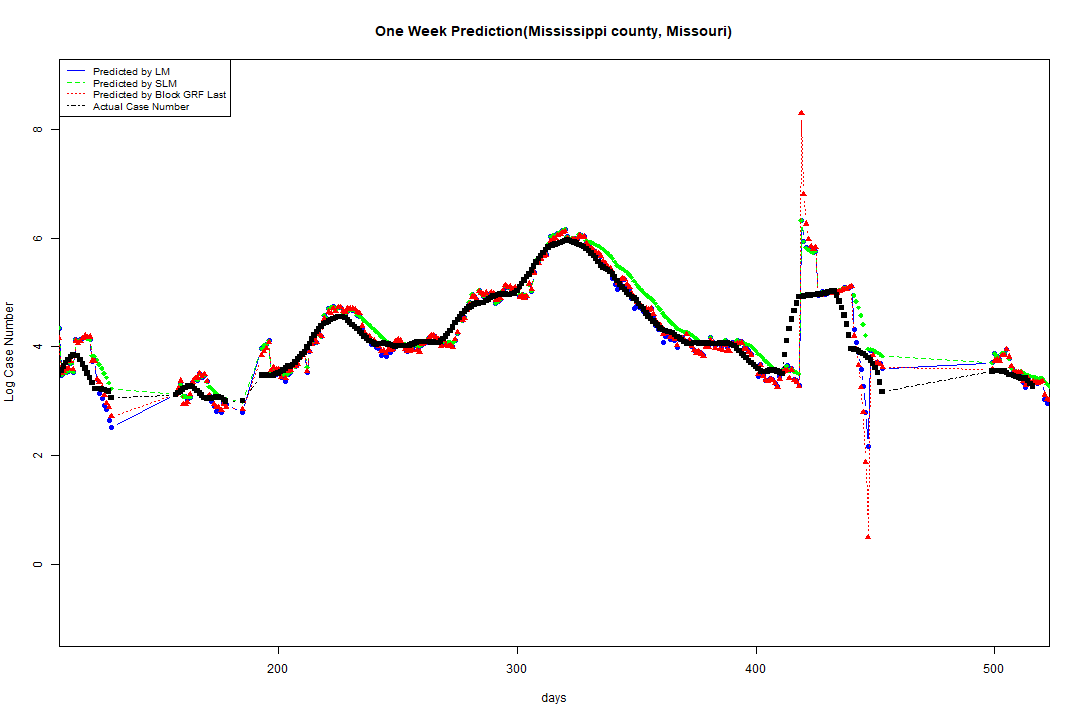 One Week Prediction(Mississippi county, Missouri)
Predicted by LM
Predicted by SLM
Predicted by Block GRF Last
Actual Case Number
8
6
4
2
0
Log Case Number
200 300 400 500
days